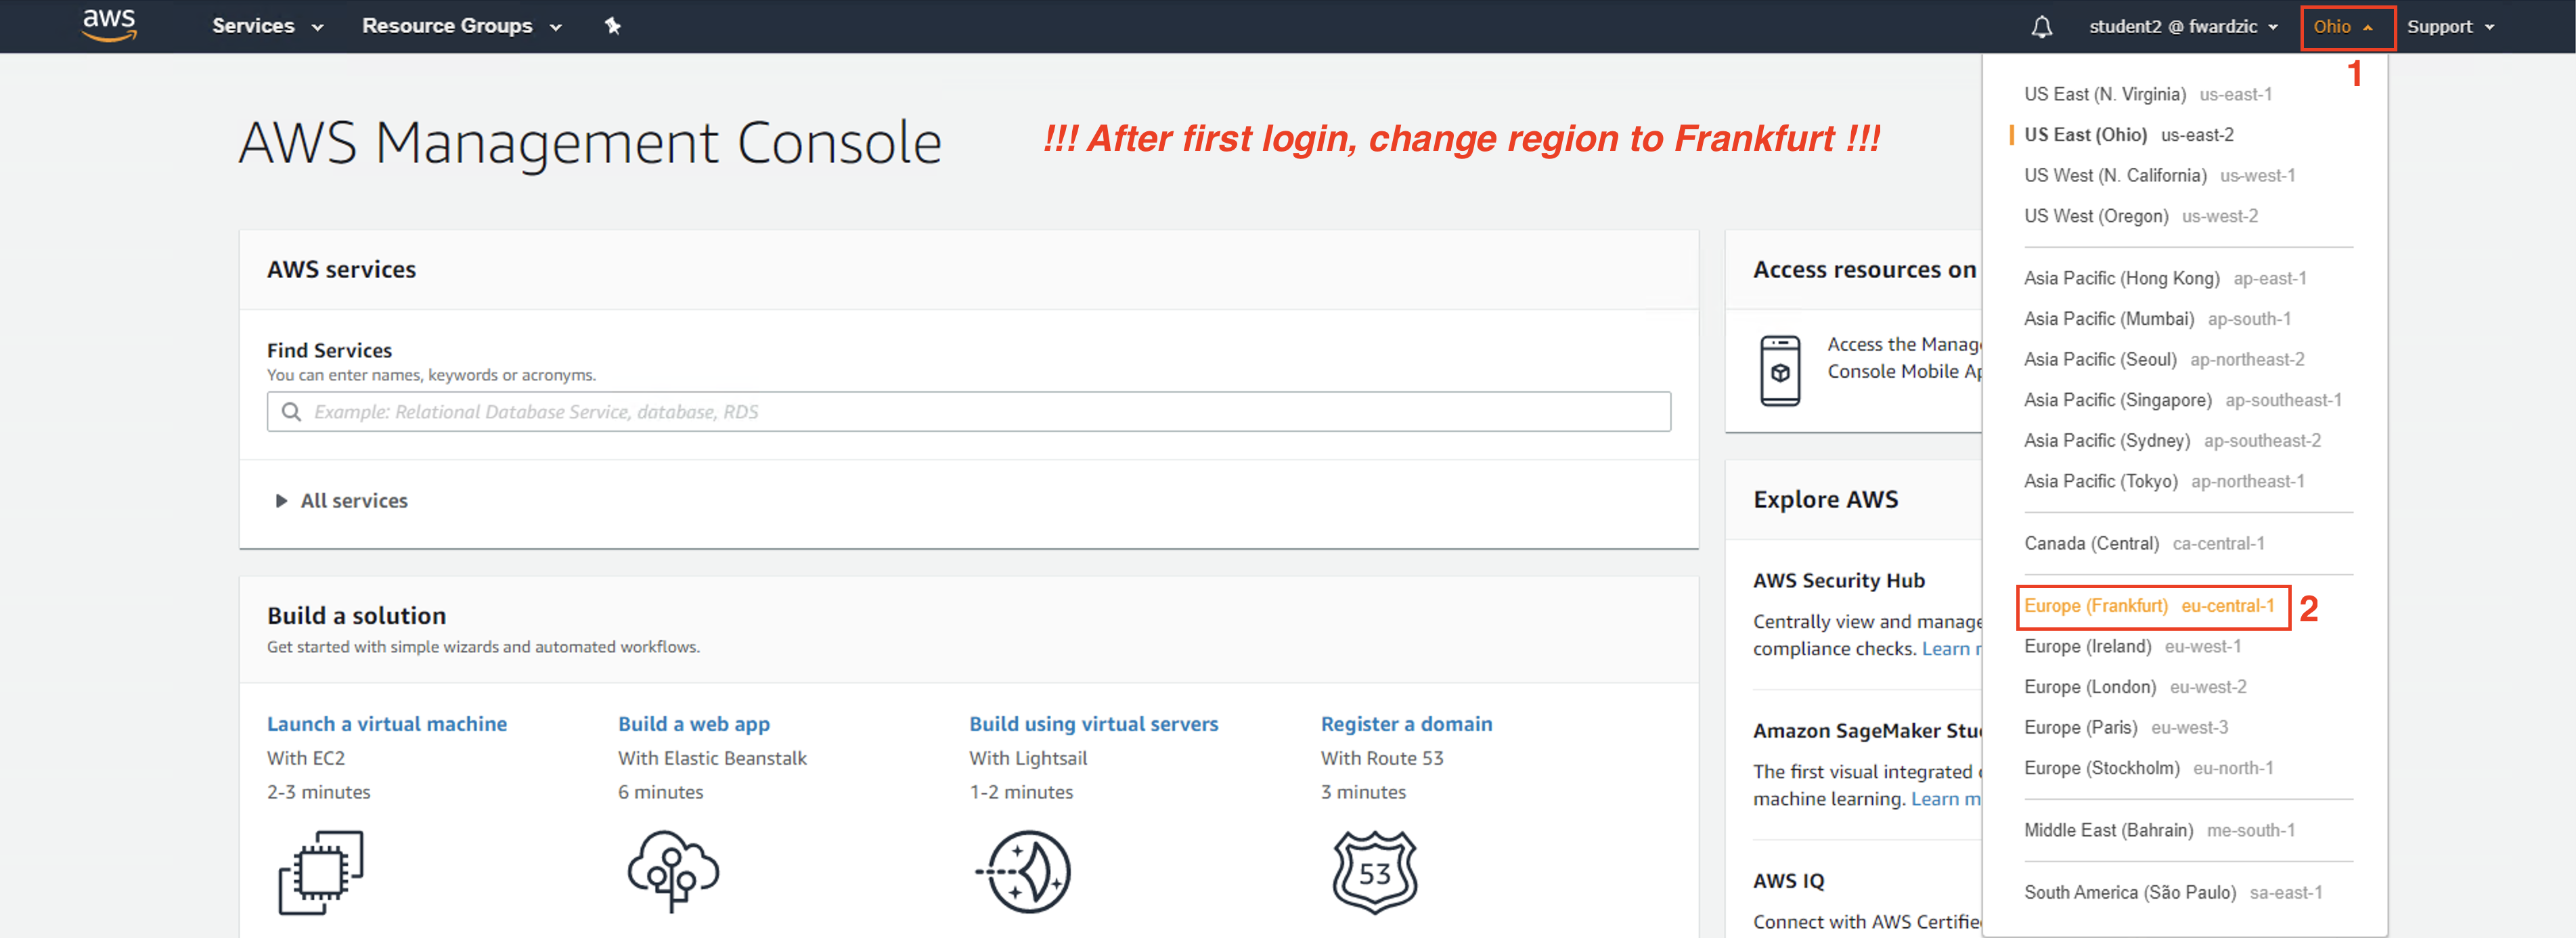 aws Services Resource Groups student2 @ fwardzic Ohio Support
1
AWS Management Console
!!! After first login, change region to Frankfurt !!!
AWS services
Find Services
You can enter names, keywords or acronyms.
Example: Relational Database Service, database, RDS
All services
Build a solution
Get started with simple wizards and automated workflows.
Launch a virtual machine
With EC2
2-3 minutes
Build a web app
With Elastic Beanstalk
6 minutes
Build using virtual servers
With Lightsail
1-2 minutes
Register a domain
With Route 53
3 minutes
53
Access resources on
Access the Manag
Console Mobile Ap
Explore AWS
AWS Security Hub
Centrally view and manage
compliance checks. Learn
Amazon SageMaker Stu
The first visual integrated
machine learning. Learn m
AWS IQ
Connect with AWS Certifie
US East (N. Virginia) us-east-1
US East (Ohio) us-east-2
US West (N. California) us-west-1
US West (Oregon) us-west-2
Asia Pacific (Hong Kong) ap-east-1
Asia Pacific (Mumbai) ap-south-1
Asia Pacific (Seoul) ap-northeast-2
Asia Pacific (Singapore) ap-southeast-1
Asia Pacific (Sydney) ap-southeast-2
Asia Pacific (Tokyo) ap-northeast-1
Canada (Central) ca-central-1
Europe (Frankfurt) eu-central-1 2
Europe (Ireland) eu-west-1
Europe (London) eu-west-2
Europe (Paris) eu-west-3
Europe (Stockholm) eu-north-1
Middle East (Bahrain) me-south-1
South America (São Paulo) sa-east-1